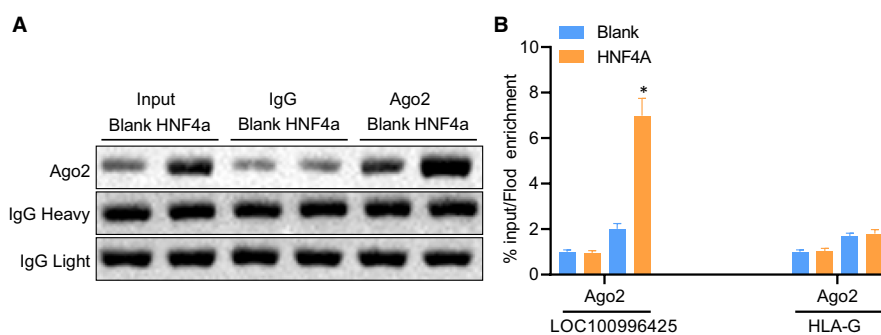 A
Input IgG Ago2
Blank HNF4a Blank HNF4a Blank HNF4a
Ago2
IgG Heavy
IgG Light
B
Blank
HNF4A
% input/Flod enrichment
10
8
6
4
2
0
*
Ago2 Ago2
LOC100996425 HLA-G